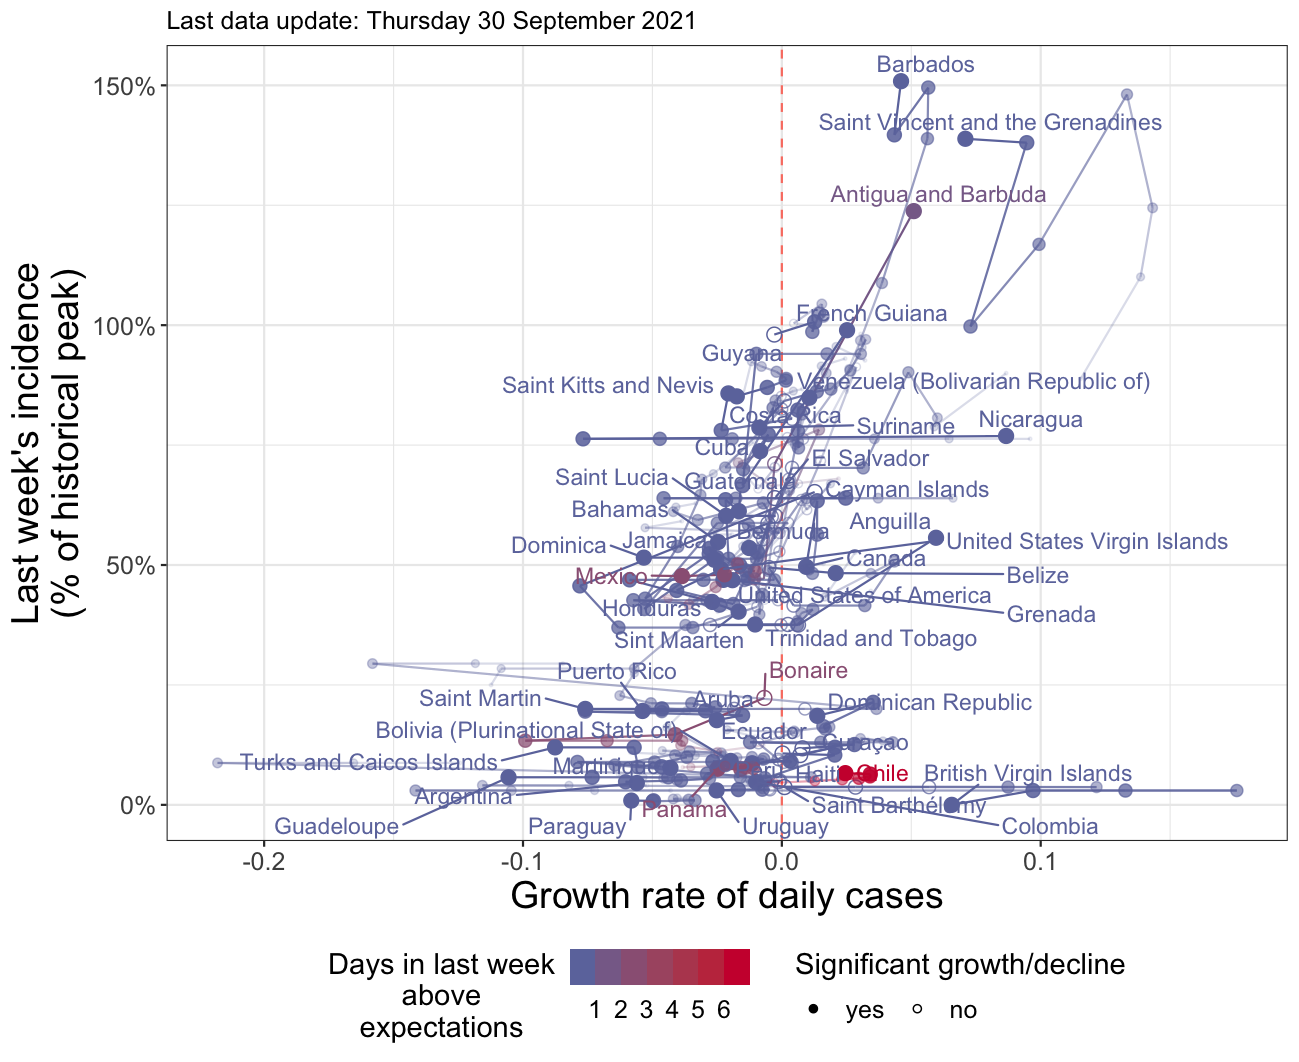 Last data update: Thursday 30 September 2021
Last week's incidence
(% of historical peak)
150%
100%
50%
0%
Barbados
Saint Vincent and the Grenadines
Antigua and Barbuda
French Guiana
Guyana
Saint Kitts and Nevis
Venezuela (Bolivarian Republic of)
Costa Rica
Nicaragua
Suriname
Cuba
El Salvador
Saint Lucia
Guatemala
Cayman Islands
Bahamas
Anguilla
Bermuda
Jamaica
United States Virgin Islands
Dominica
Canada
Mexico
Belize
United States of America
Honduras
Grenada
Sint Maarten
Trinidad and Tobago
Puerto Rico
Bonaire
Saint Martin
Aruba
Dominican Republic
Bolivia (Plurinational State of)
Ecuador
Curaçao
Turks and Caicos Islands
Martinique
Haiti
Chile
British Virgin Islands
Argentina
Panama
Saint Barthélemy
Guadeloupe
Paraguay
Uruguay
Colombia
-0.2
-0.1
0.0
0.1
Growth rate of daily cases
Days in last week
above
expectations
1 2 3 4 5 6
Significant growth/decline
yes
no